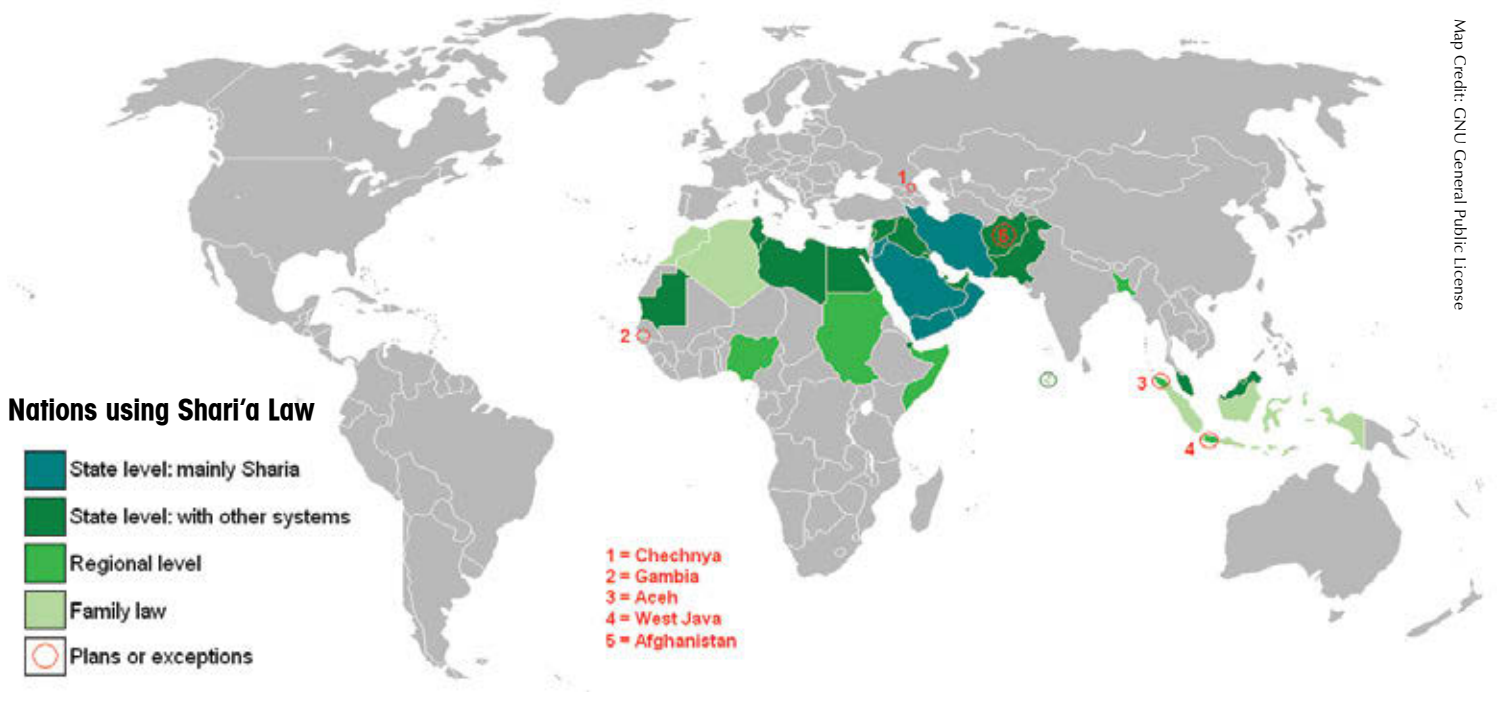 Map Credit: GNU General Public License
Nations using Shari’a Law
State level: mainly Sharia
State level: with other systems
Regional level
Family law
Plans or exceptions
1 = Chechnya
2 = Gambia
3 = Aceh
4 = West Java
5 = Afghanistan
1
2
3
4
5